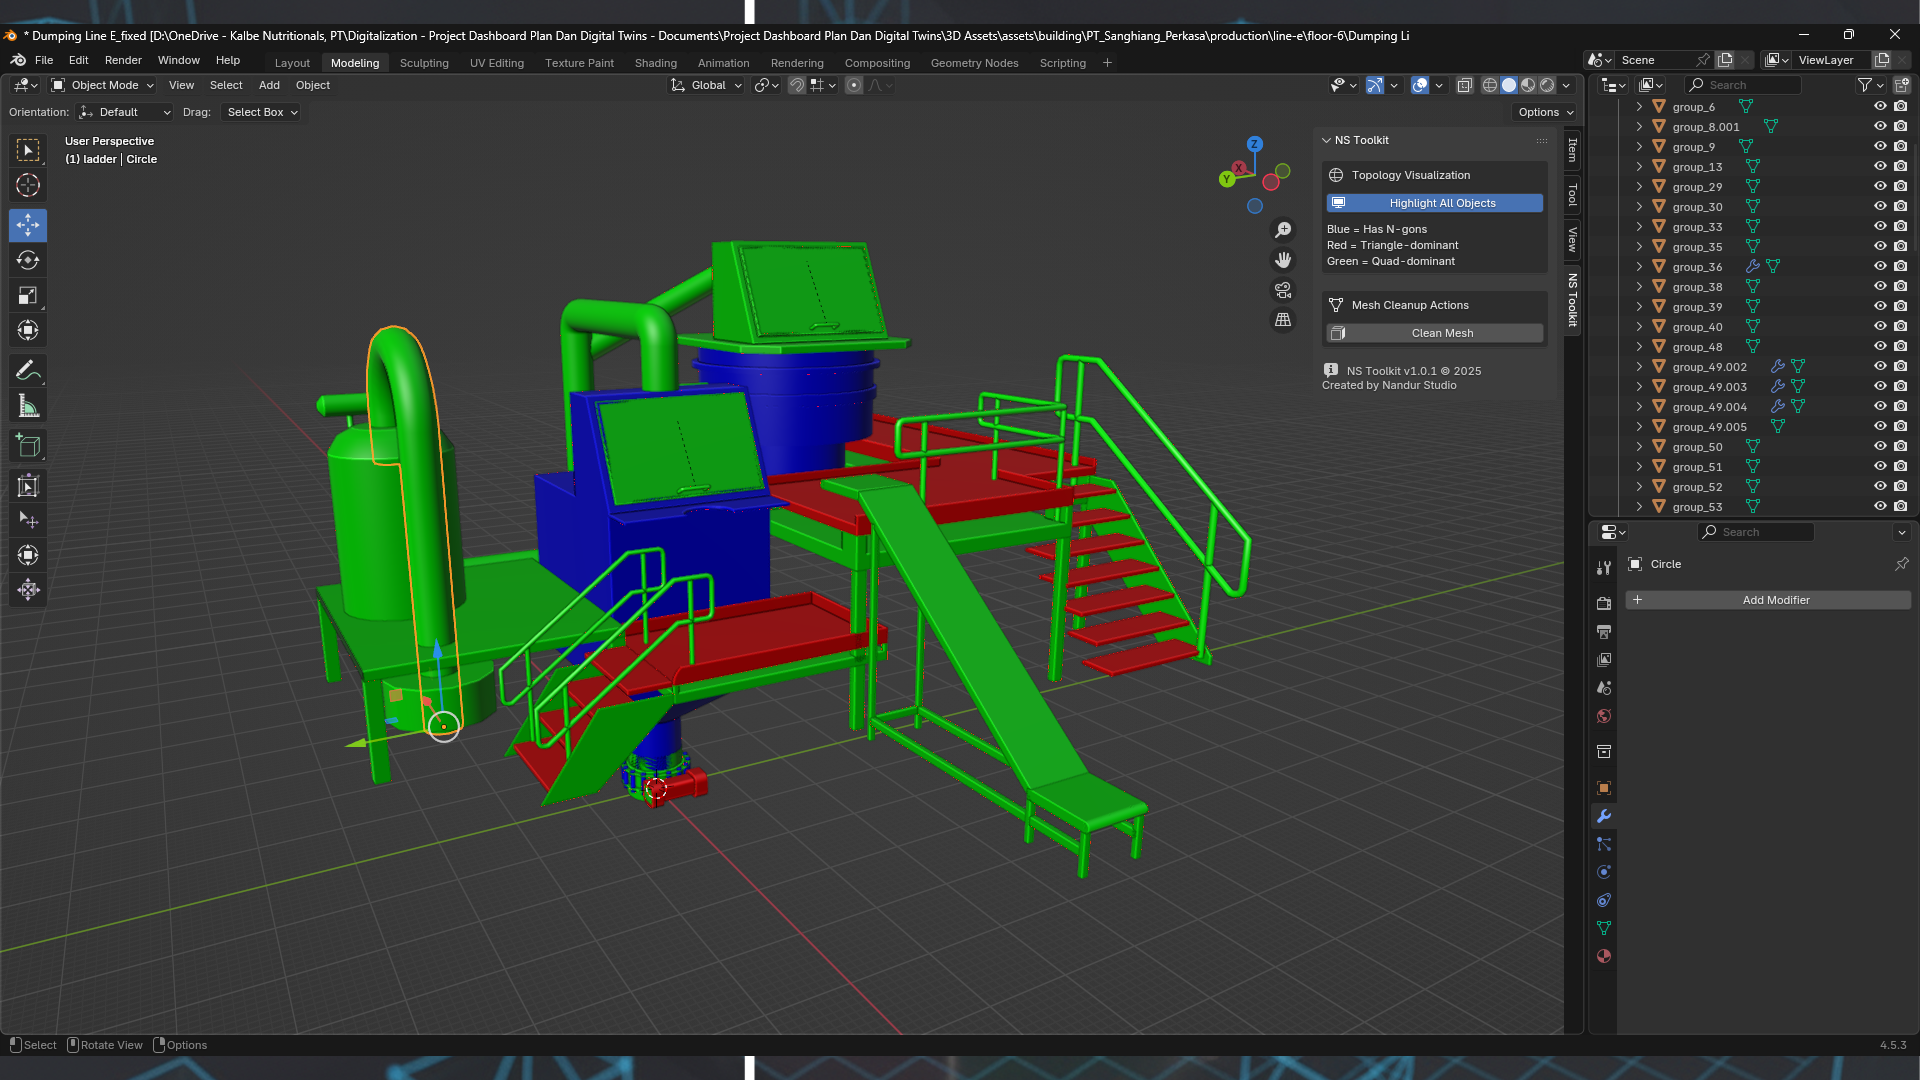 * Dumping Line E_fixed [D:\OneDrive - Kalbe Nutritionals, PT\Digitalization - Project Dashboard Plan Dan Digital Twins - Documents\Project Dashboard Plan Dan Digital Twins\3D Assets\assets\building\PT_Sanghiang_Perkasa\production\line-e\floor-6\Dumping Li
File Edit Render Window Help
Layout Modeling Sculpting UV Editing Texture Paint Shading Animation Rendering Compositing Geometry Nodes Scripting +
Scene
ViewLayer
Object Mode View Select Add Object
Global
Search
Orientation: Default Drag: Select Box
Options
User Perspective
(1) ladder | Circle
Z
X
Y
NS Toolkit
Topology Visualization
Highlight All Objects
Blue = Has N-gons
Red = Triangle-dominant
Green = Quad-dominant
Mesh Cleanup Actions
Clean Mesh
NS Toolkit v1.0.1 © 2025
Created by Nandur Studio
Item
Tool
View
NS Toolkit
group_6
group_8.001
group_9
group_13
group_29
group_30
group_33
group_35
group_36
group_38
group_39
group_40
group_48
group_49.002
group_49.003
group_49.004
group_49.005
group_50
group_51
group_52
group_53
Search
Circle
+ Add Modifier
Select Rotate View Options
4.5.3